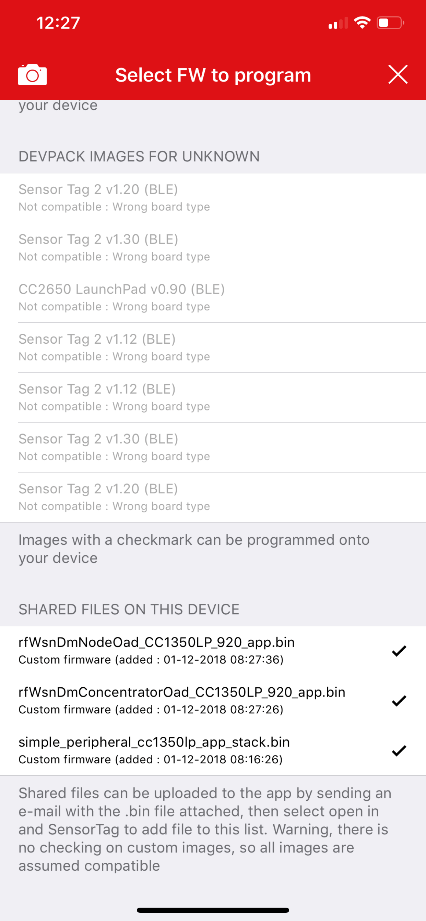 12:27
Select FW to program
your device
DEVPACK IMAGES FOR UNKNOWN
Sensor Tag 2 v1.20 (BLE)
Not compatible : Wrong board type
Sensor Tag 2 v1.30 (BLE)
Not compatible : Wrong board type
CC2650 LaunchPad v0.90 (BLE)
Not compatible : Wrong board type
Sensor Tag 2 v1.12 (BLE)
Not compatible : Wrong board type
Sensor Tag 2 v1.12 (BLE)
Not compatible : Wrong board type
Sensor Tag 2 v1.30 (BLE)
Not compatible : Wrong board type
Sensor Tag 2 v1.20 (BLE)
Not compatible : Wrong board type
Images with a checkmark can be programmed onto
your device
SHARED FILES ON THIS DEVICE
rfWsnDmNodeOad_CC1350LP_920_app.bin
Custom firmware (added : 01-12-2018 08:27:36)
rfWsnDmConcentratorOad_CC1350LP_920_app.bin
Custom firmware (added : 01-12-2018 08:27:26)
simple_peripheral_cc1350lp_app_stack.bin
Custom firmware (added : 01-12-2018 08:16:26)
Shared files can be uploaded to the app by sending an
e-mail with the .bin file attached, then select open in
and SensorTag to add file to this list. Warning, there is
no checking on custom images, so all images are
assumed compatible